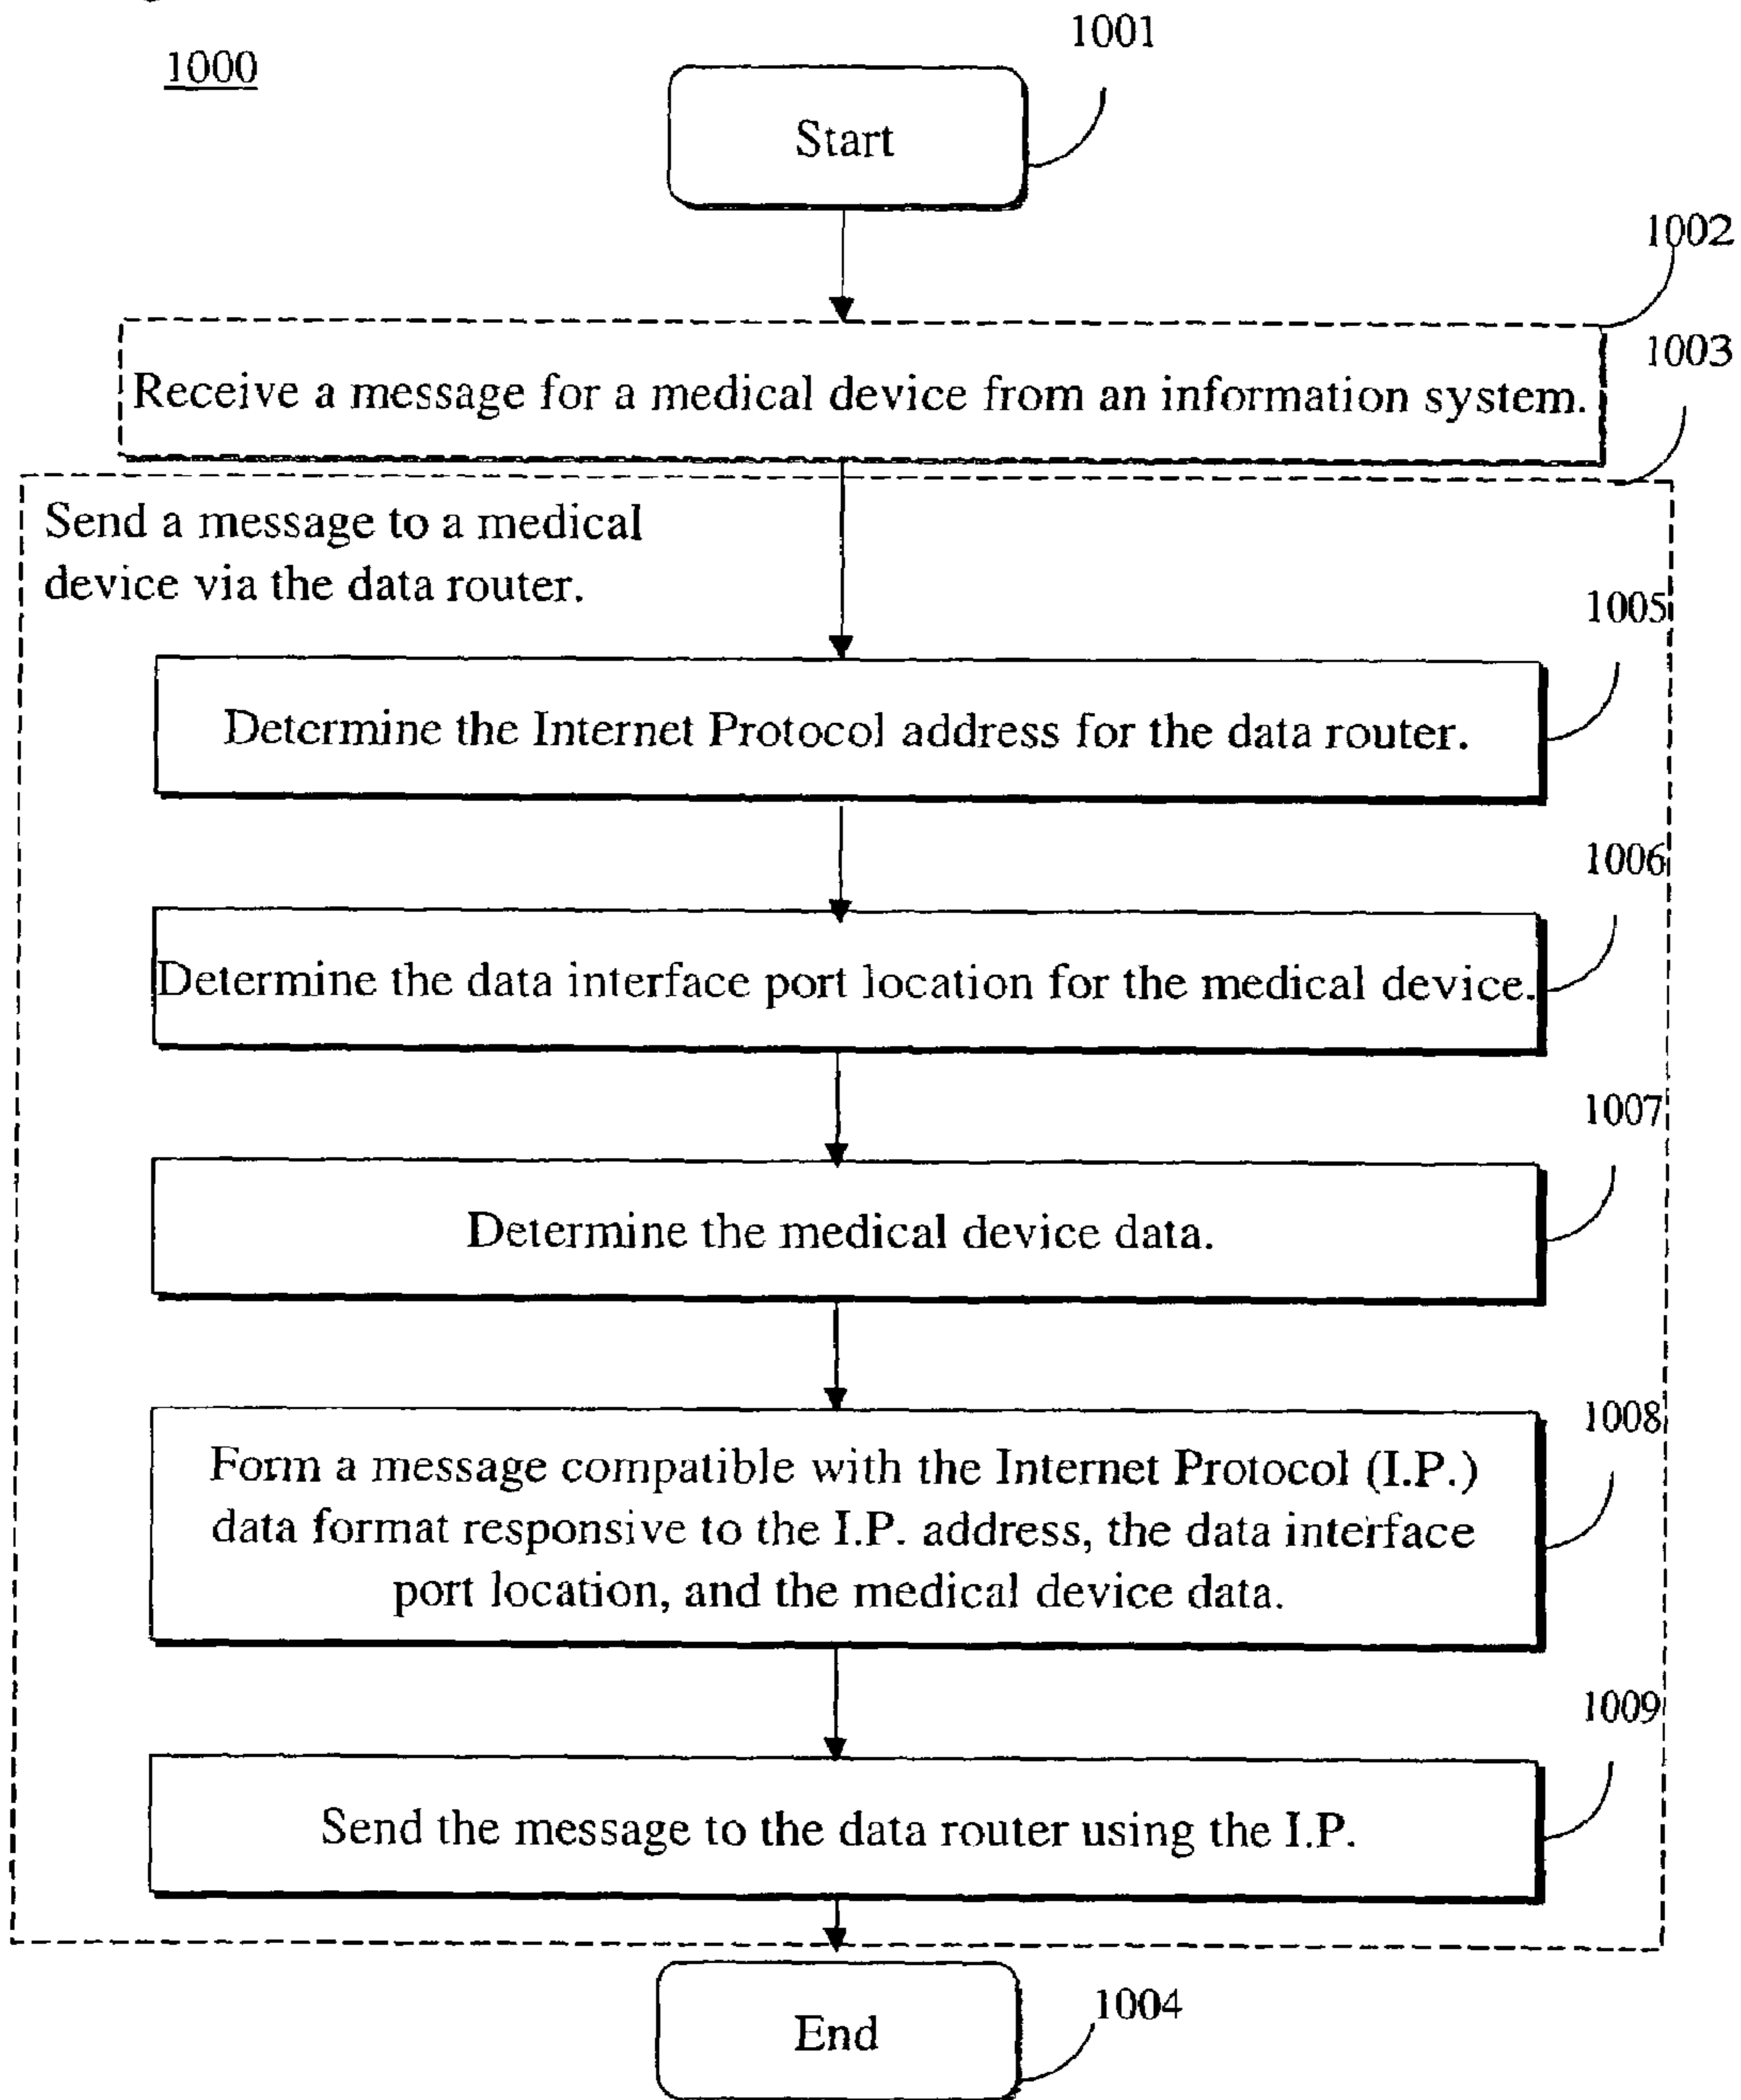 1000
1001
Start
1002
Receive a message for a medical device from an information system.
1003
Send a message to a medical
device via the data router.
1005
Determine the Internet Protocol address for the data router.
1006
Determine the data interface port location for the medical device.
1007
Determine the medical device data.
1008
Form a message compatible with the Internet Protocol (I.P.)
data format responsive to the I.P. address, the data interface
port location, and the medical device data.
1009
Send the message to the data router using the I.P.
1004
End